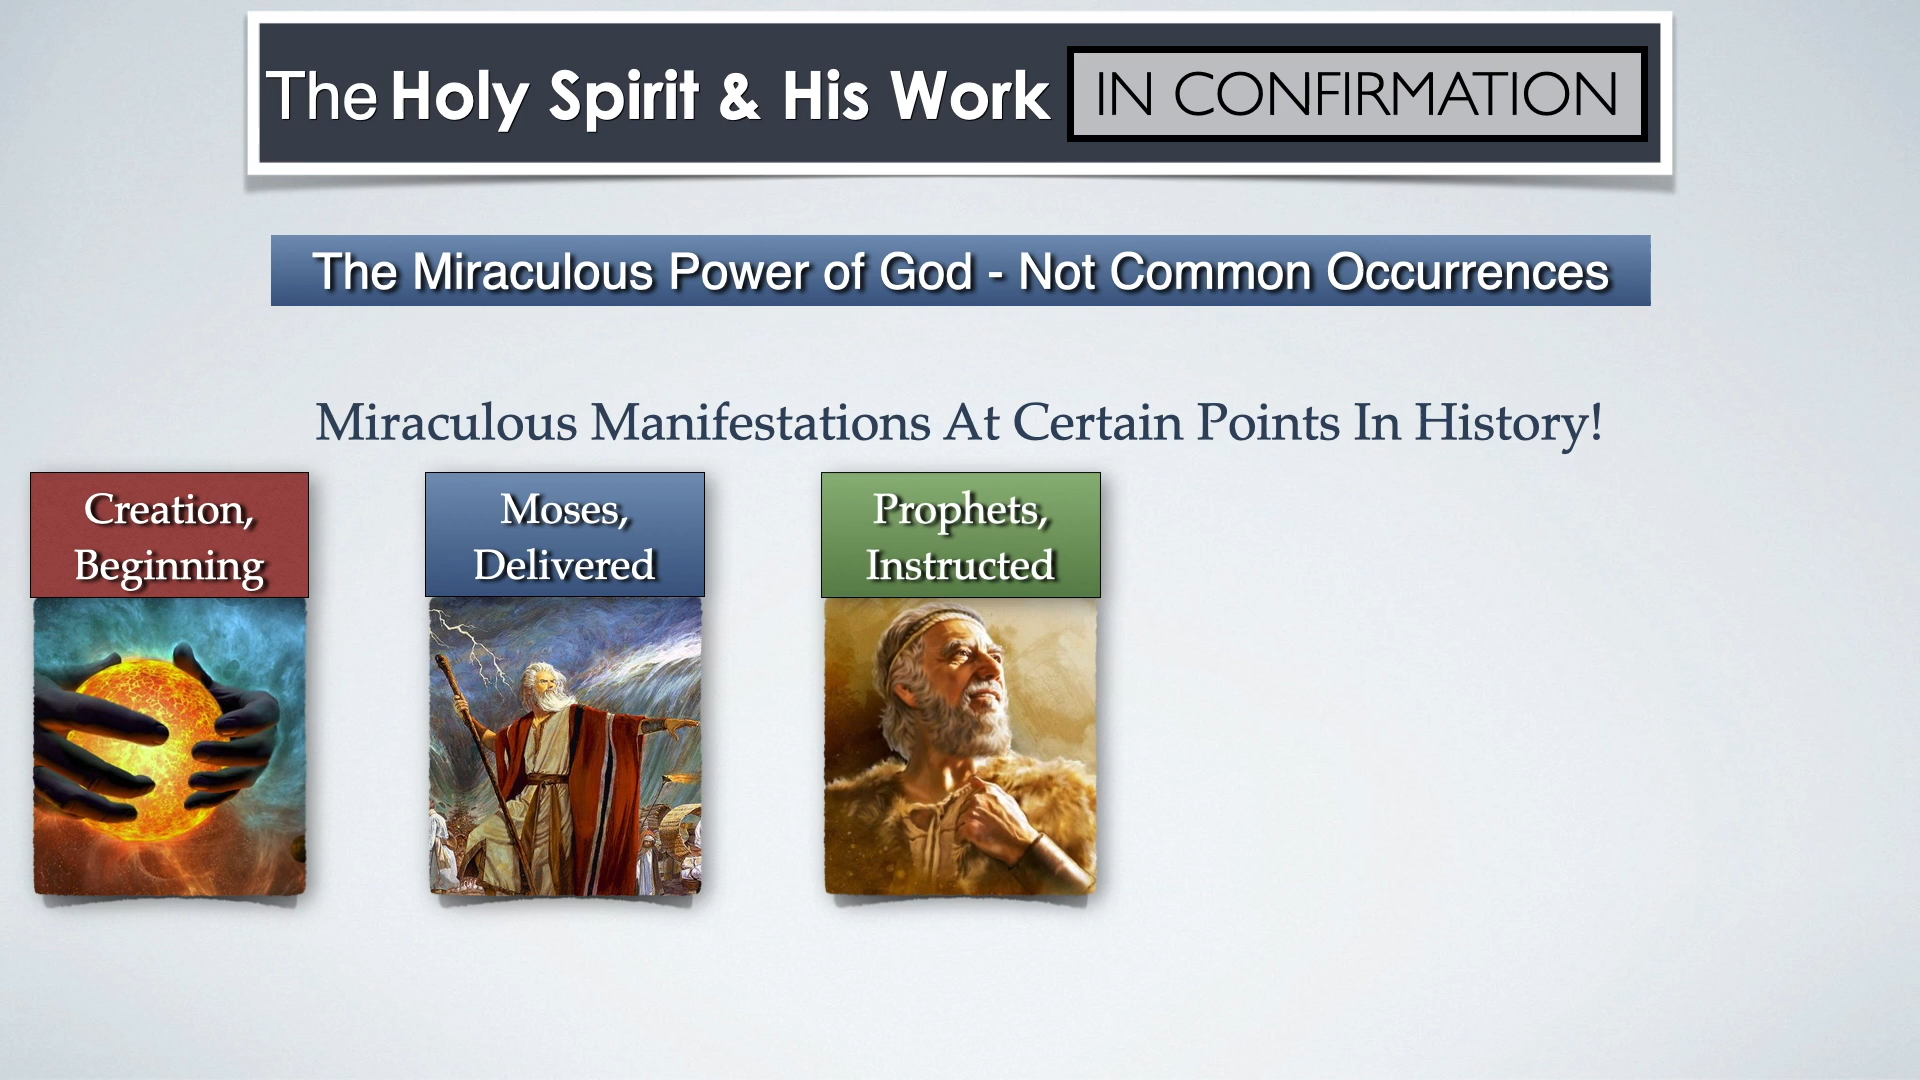 The Holy Spirit & His Work IN CONFIRMATION
The Miraculous Power of God - Not Common Occurrences
Miraculous Manifestations At Certain Points In History!
Creation,
Beginning
Moses,
Delivered
Prophets,
Instructed